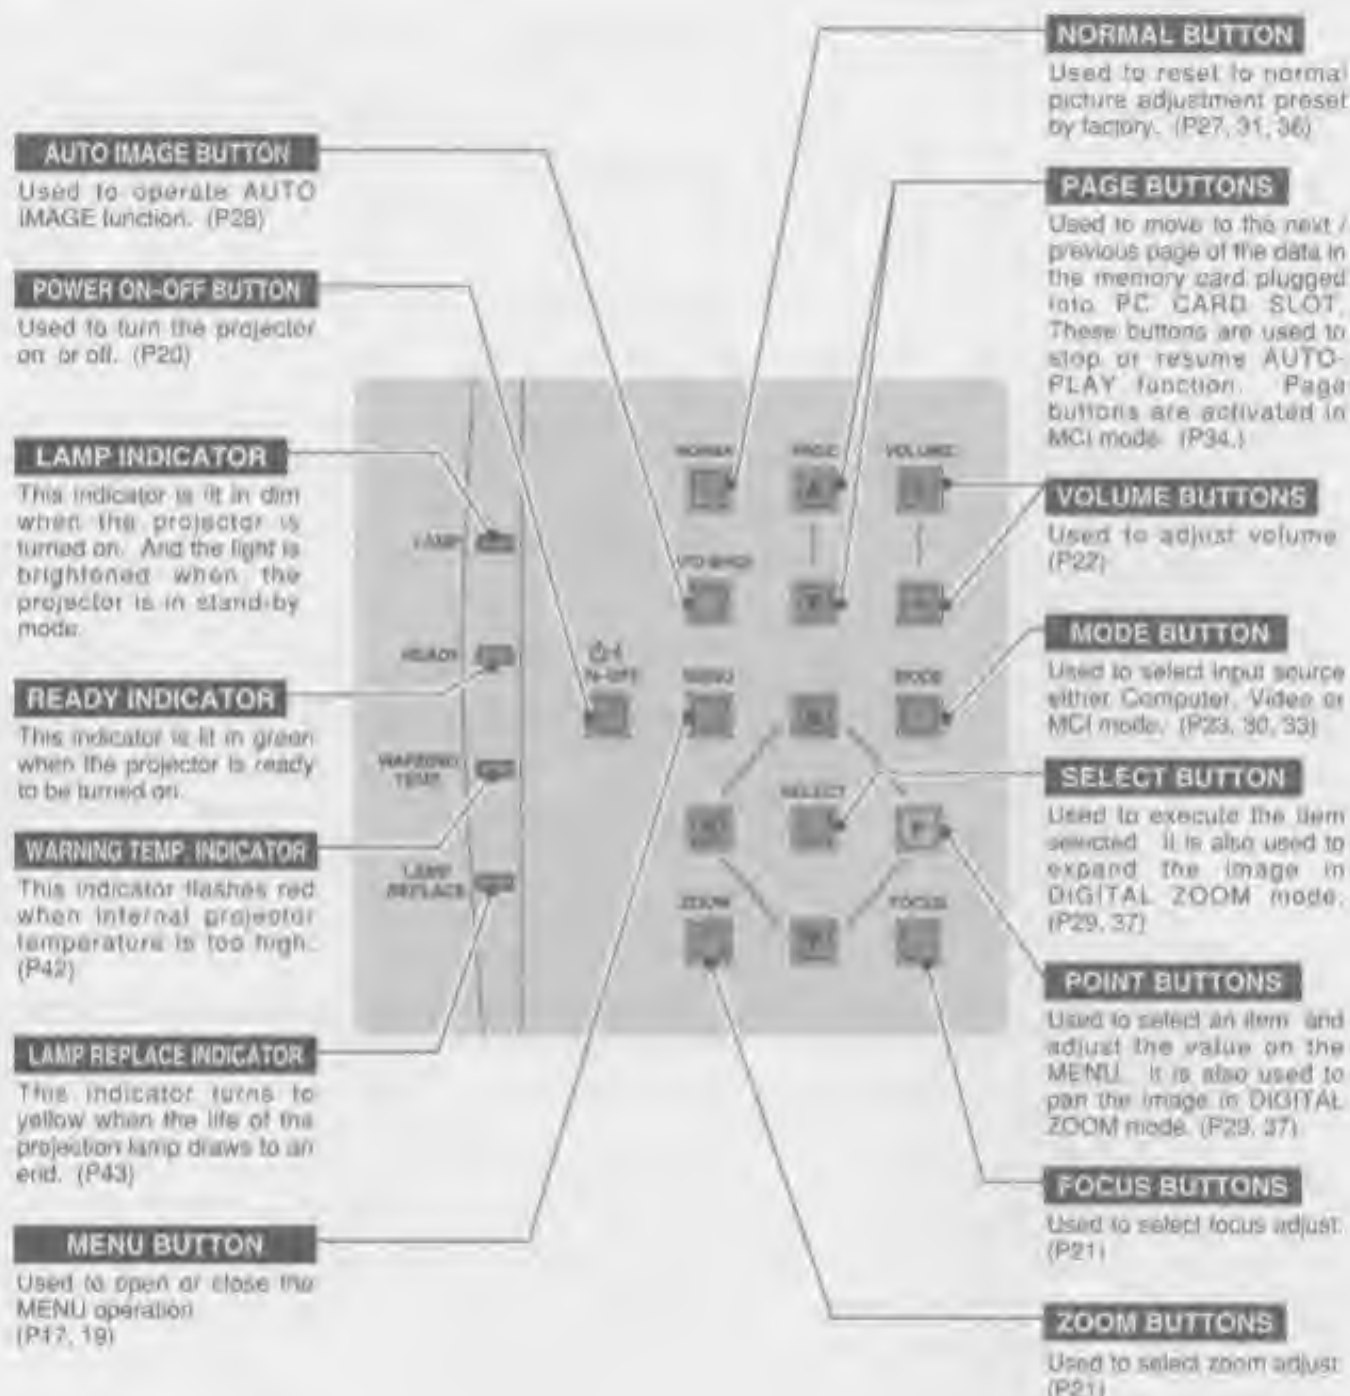 AUTO IMAGE BUTTON
Used to operate AUTO
IMAGE function. (P28)
POWER ON-OFF BUTTON
Used to turn the projector
on or off. (P20)
LAMP INDICATOR
This indicator is lit in dim
when the projector is
turned on. And the light is
brightened when the
projector is in stand-by
mode.
READY INDICATOR
This indicator is lit in green
when the projector is ready
to be turned on.
WARNING TEMP. INDICATOR
This indicator flashes red
when internal projector
temperature is too high.
(P42)
LAMP REPLACE INDICATOR
This indicator turns to
yellow when the life of the
projection lamp draws to an
end. (P43)
MENU BUTTON
Used to open or close the
MENU operation
(P17, 19)
LAMP
READY
WARNING
TEMP.
LAMP
REPLACE
PAGE
VOLUME
MENU
MODE
SELECT
ZOOM
FOCUS
NORMAL BUTTON
Used to reset to normal
picture adjustment preset
by factory. (P27, 31, 36)
PAGE BUTTONS
Used to move to the next /
previous page of the data in
the memory card plugged
into PC CARD SLOT.
These buttons are used to
stop or resume AUTO-
PLAY function. Page
buttons are activated in
MCI mode. (P34.)
VOLUME BUTTONS
Used to adjust volume
(P22)
MODE BUTTON
Used to select input source
either Computer, Video or
MCI mode. (P23, 30, 33)
SELECT BUTTON
Used to execute the item
selected. It is also used to
expand the image in
DIGITAL ZOOM mode.
(P29, 37)
POINT BUTTONS
Used to select an item and
adjust the value on the
MENU. It is also used to
pan the image in DIGITAL
ZOOM mode. (P29, 37)
FOCUS BUTTONS
Used to select focus adjust.
(P21)
ZOOM BUTTONS
Used to select zoom adjust
(P21)